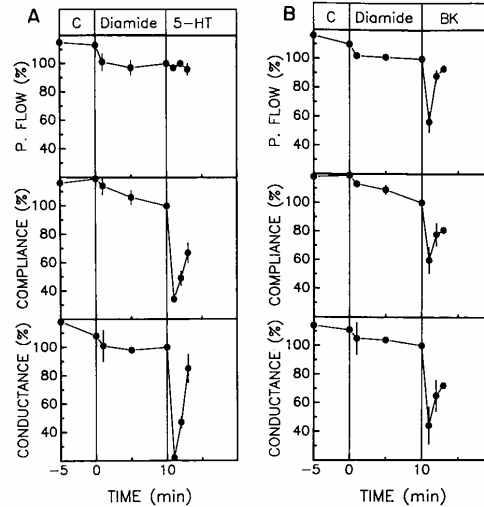 A
C Diamide 5-HT
P. FLOW (%)
100
80
60
40
COMPLIANCE (%)
100
80
60
40
CONDUCTANCE (%)
100
80
60
40
-5 0 10 10
TIME (min)
B
C Diamide BK
P. FLOW (%)
100
80
60
40
COMPLIANCE (%)
100
80
60
40
CONDUCTANCE (%)
100
80
60
40
-5 0 10
TIME (min)